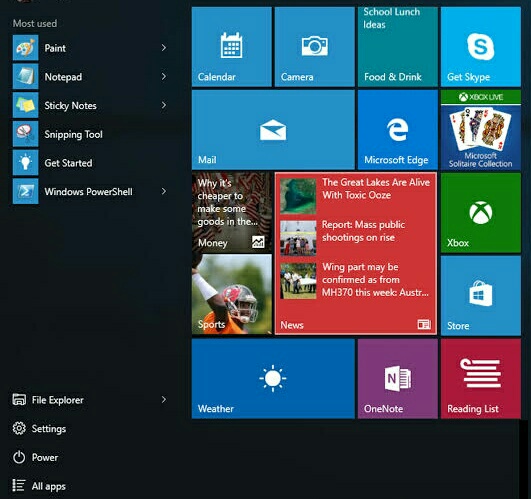 Most used
Paint
Notepad
Sticky Notes
Snipping Tool
Get Started
Windows PowerShell
File Explorer
Settings
Power
All apps
Calendar
Camera
School Lunch
Ideas
Food & Drink
Get Skype
Mail
Microsoft Edge
XBOX LIVE
Microsoft
Solitaire Collection
Why it's
cheaper to
make some
goods in the...
Money
The Great Lakes Are Alive
With Toxic Ooze
Report: Mass public
shootings on rise
Wing part may be
confirmed as from
MH370 this week: Austr...
News
Xbox
Sports
Store
Weather
OneNote
Reading List